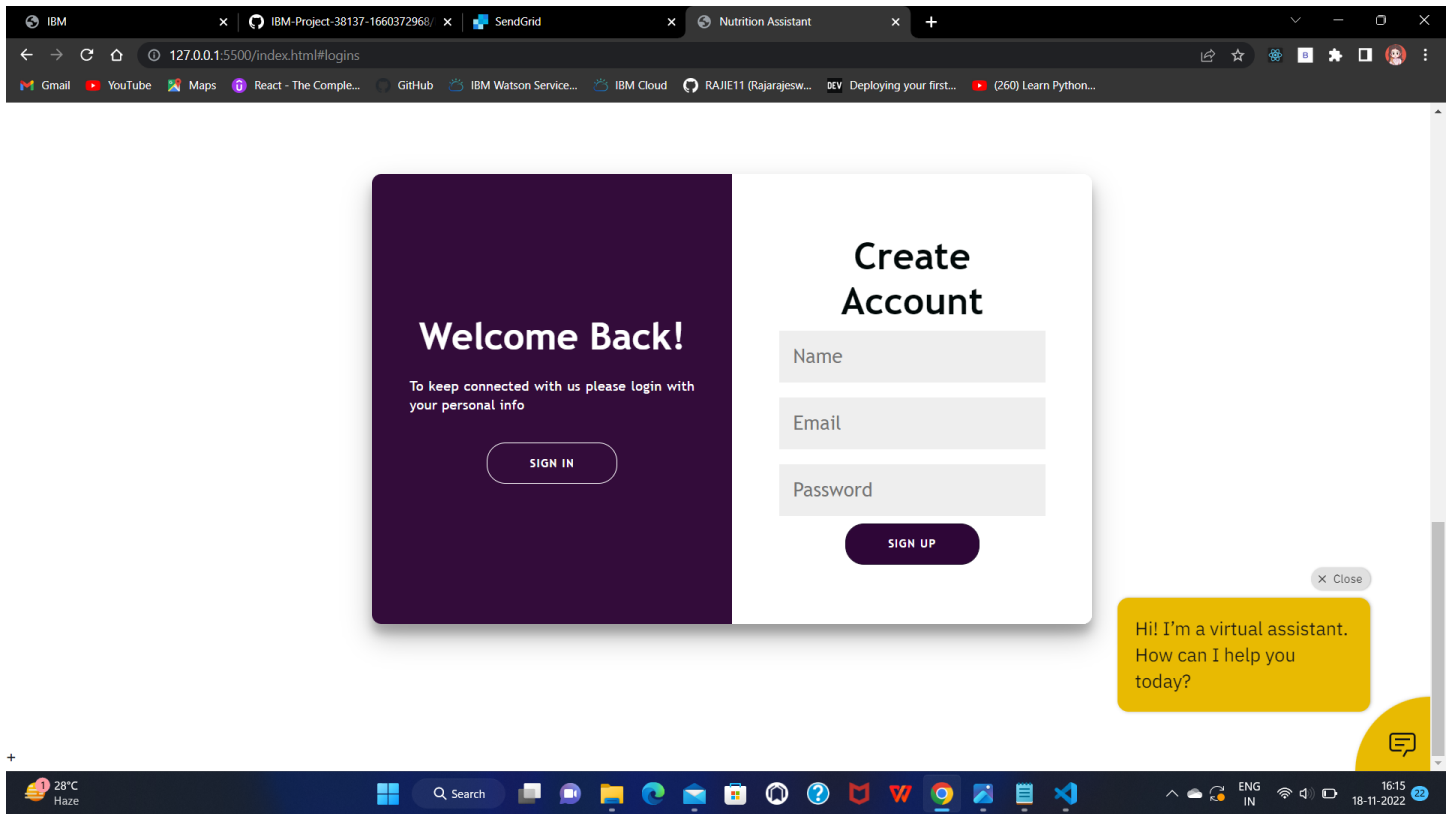 IBM
IBM-Project-38137-1660372968/
SendGrid
Nutrition Assistant
127.0.0.1:5500/index.html#logins
B
Gmail
YouTube
Maps
React - The Comple...
GitHub
IBM Watson Service...
IBM Cloud
RAJIE11 (Rajarajesw...
DEV
Deploying your first...
(260) Learn Python...
Welcome Back!
To keep connected with us please login with
your personal info
SIGN IN
Create
Account
Name
Email
Password
SIGN UP
Close
Hi! I'm a virtual assistant.
How can I help you
today?
+
1
28°C
Haze
Search
ENG
IN
16:15
18-11-2022
22